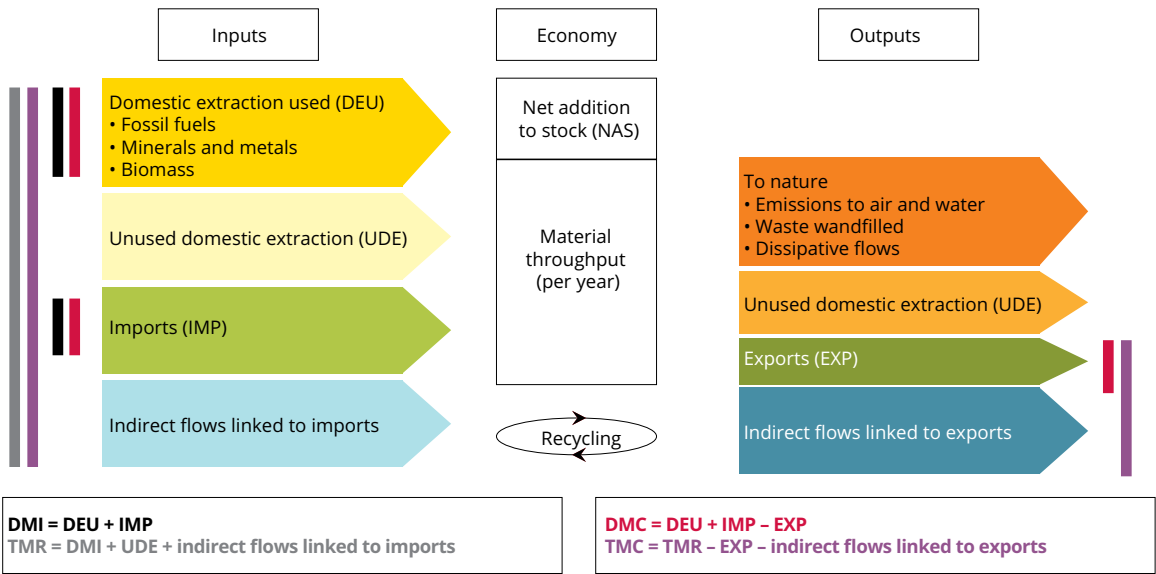 Inputs
Economy
Outputs
Domestic extraction used (DEU)
• Fossil fuels
• Minerals and metals
• Biomass
Unused domestic extraction (UDE)
Imports (IMP)
Indirect flows linked to imports
Net addition
to stock (NAS)
Material
throughput
(per year)
Recycling
To nature
• Emissions to air and water
• Waste wandfilled
• Dissipative flows
Unused domestic extraction (UDE)
Exports (EXP)
Indirect flows linked to exports
DMI = DEU + IMP
TMR = DMI + UDE + indirect flows linked to imports
DMC = DEU + IMP – EXP
TMC = TMR – EXP – indirect flows linked to exports